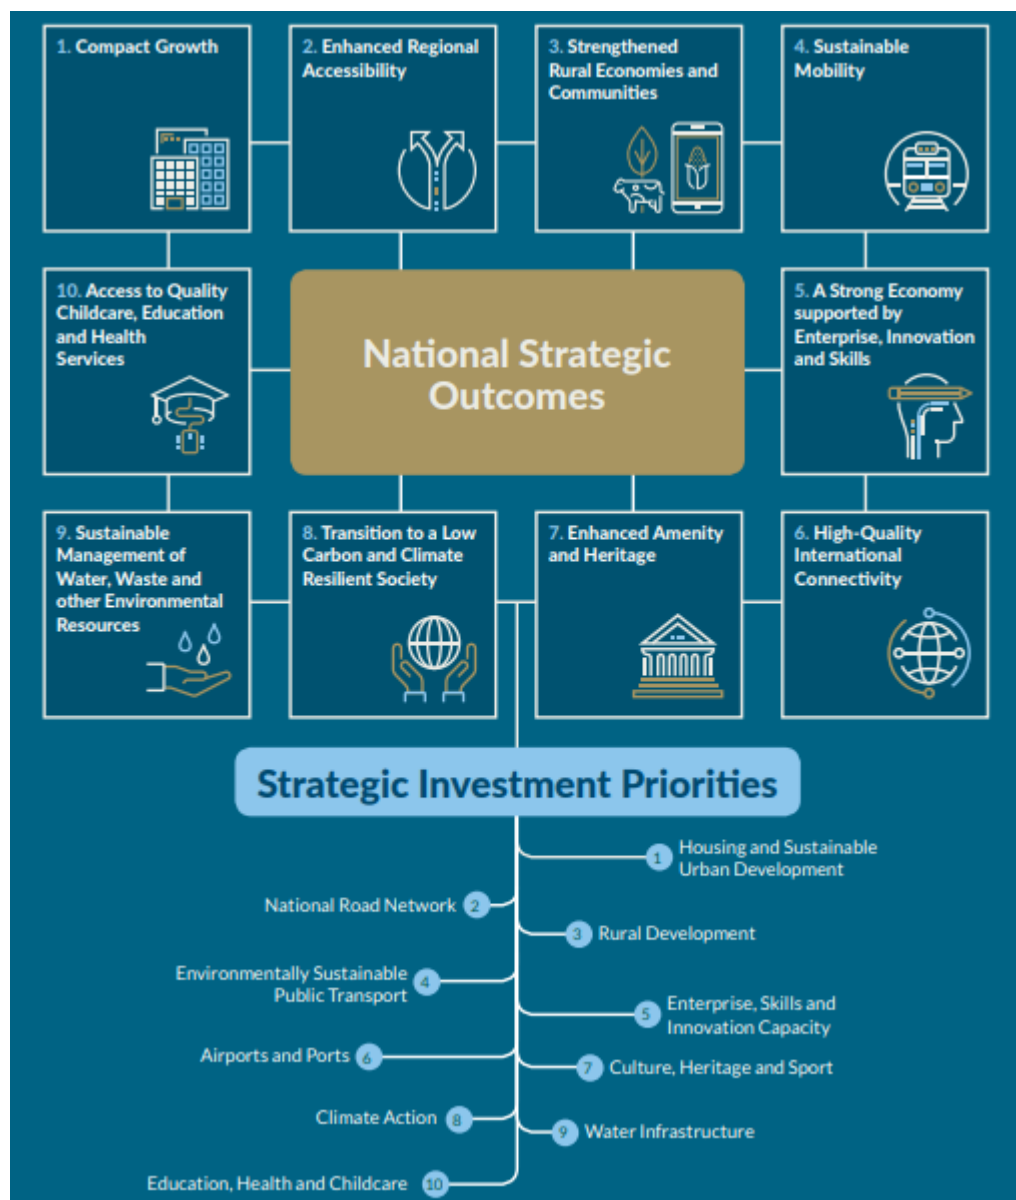 1. Compact Growth
2. Enhanced Regional
Accessibility
3. Strengthened
Rural Economies and
Communities
4. Sustainable
Mobility
10. Access to Quality
Childcare, Education
and Health
Services
National Strategic
Outcomes
5. A Strong Economy
supported by
Enterprise, Innovation
and Skills
9. Sustainable
Management of
Water, Waste and
other Environmental
Resources
8. Transition to a Low
Carbon and Climate
Resilient Society
7. Enhanced Amenity
and Heritage
6. High-Quality
International
Connectivity
Strategic Investment Priorities
1 Housing and Sustainable
Urban Development
National Road Network 2
3 Rural Development
Environmentally Sustainable
Public Transport 4
5 Enterprise, Skills and
Innovation Capacity
Airports and Ports 6
7 Culture, Heritage and Sport
Climate Action 8
9 Water Infrastructure
Education, Health and Childcare 10